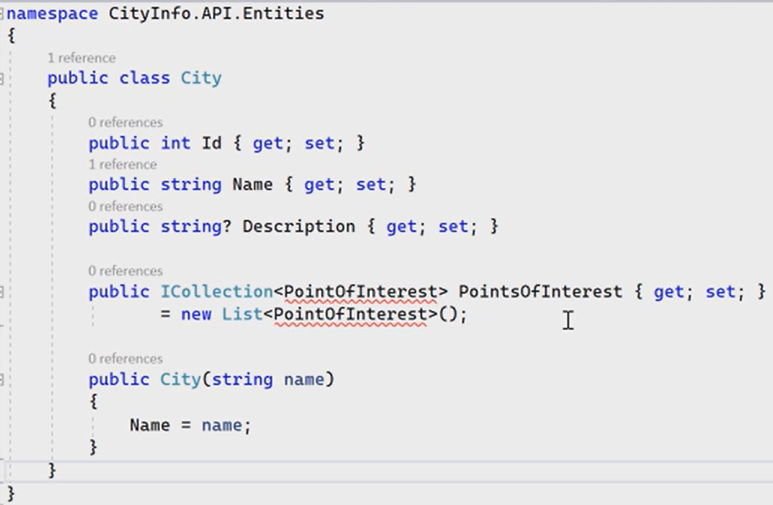 namespace CityInfo.API.Entities
{
1 reference
public class City
{
0 references
public int Id { get; set; }
1 reference
public string Name { get; set; }
0 references
public string? Description { get; set; }
0 references
public ICollection<PointOfInterest> PointsOfInterest { get; set; }
= new List<PointOfInterest>();
0 references
public City(string name)
{
Name = name;
}
}
}